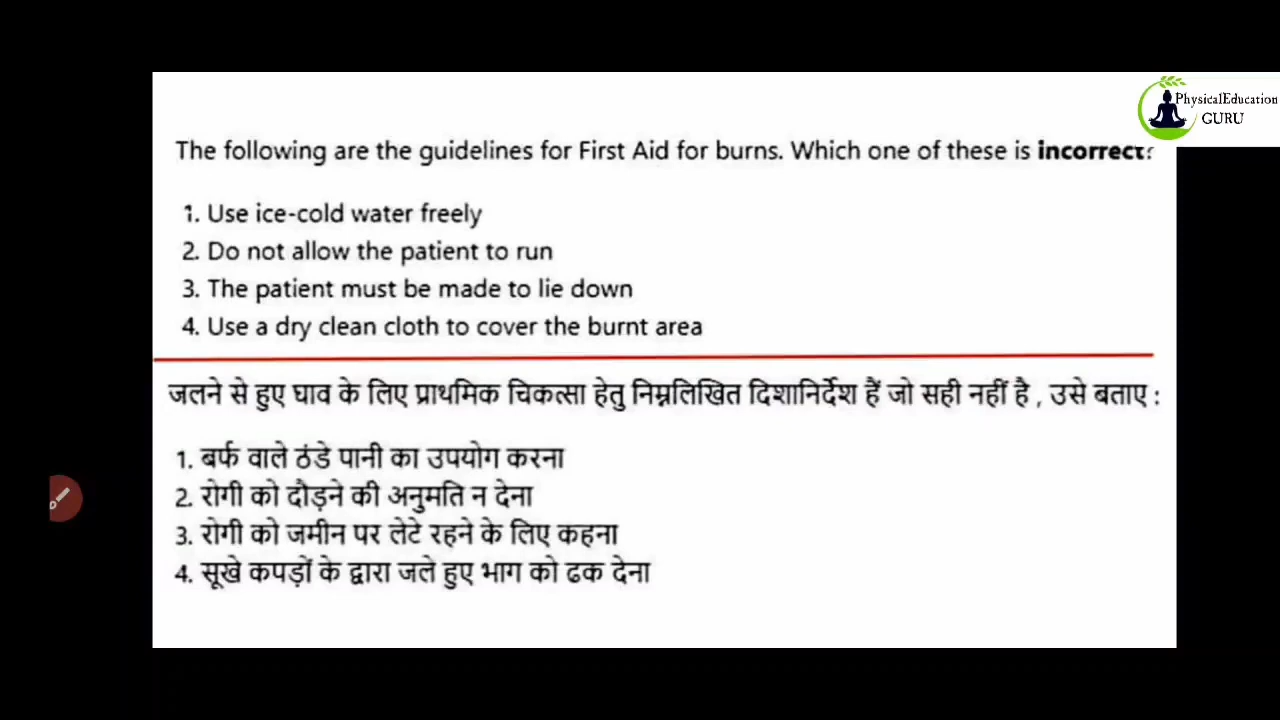 PhysicalEducation
GURU
The following are the guidelines for First Aid for burns. Which one of these is incorrect?
1. Use ice-cold water freely
2. Do not allow the patient to run
3. The patient must be made to lie down
4. Use a dry clean cloth to cover the burnt area
जलने से हुए घाव के लिए प्राथमिक चिकत्सा हेतु निम्नलिखित दिशानिर्देश हैं जो सही नहीं है , उसे बताए :
1. बर्फ वाले ठंडे पानी का उपयोग करना
2. रोगी को दौड़ने की अनुमति न देना
3. रोगी को जमीन पर लेटे रहने के लिए कहना
4. सूखे कपड़ों के द्वारा जले हुए भाग को ढक देना